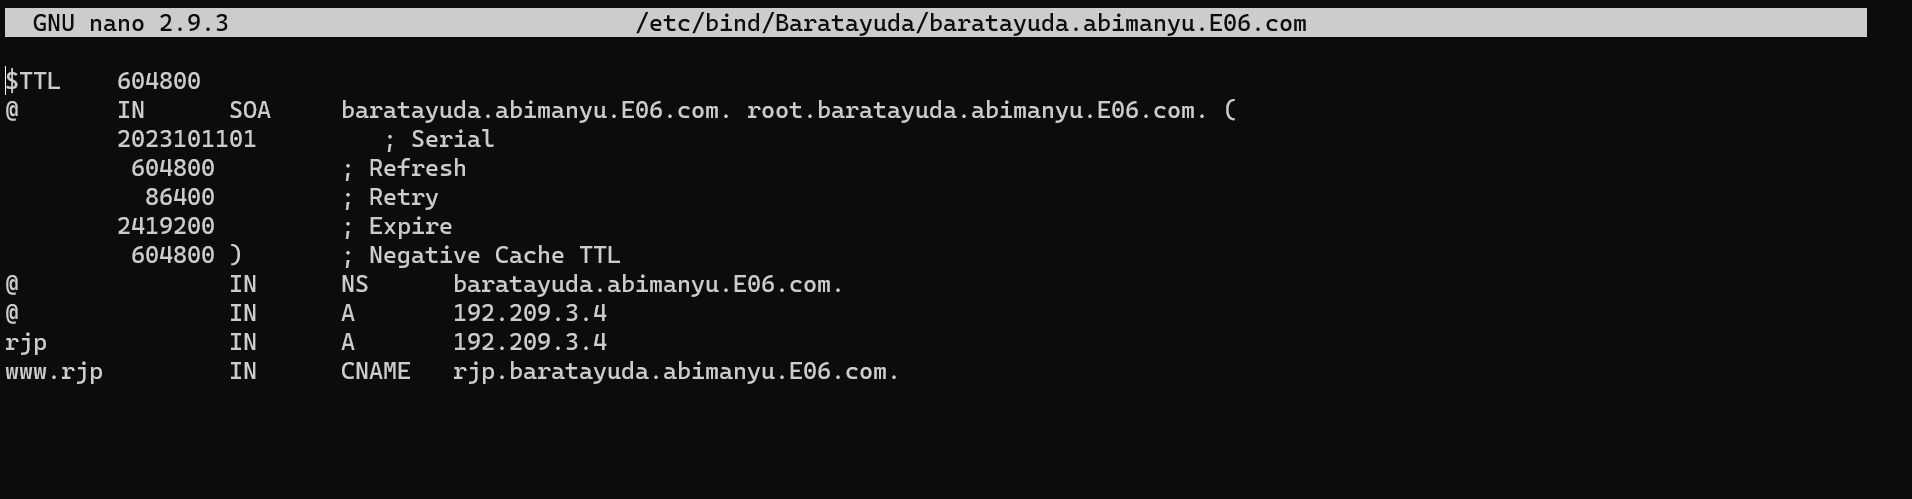 GNU nano 2.9.3 /etc/bind/Baratayuda/baratayuda.abimanyu.E06.com
$TTL 604800
@ IN SOA baratayuda.abimanyu.E06.com. root.baratayuda.abimanyu.E06.com. (
2023101101 ; Serial
604800 ; Refresh
86400 ; Retry
2419200 ; Expire
604800 ) ; Negative Cache TTL
@ IN NS baratayuda.abimanyu.E06.com.
@ IN A 192.209.3.4
rjp IN A 192.209.3.4
www.rjp IN CNAME rjp.baratayuda.abimanyu.E06.com.